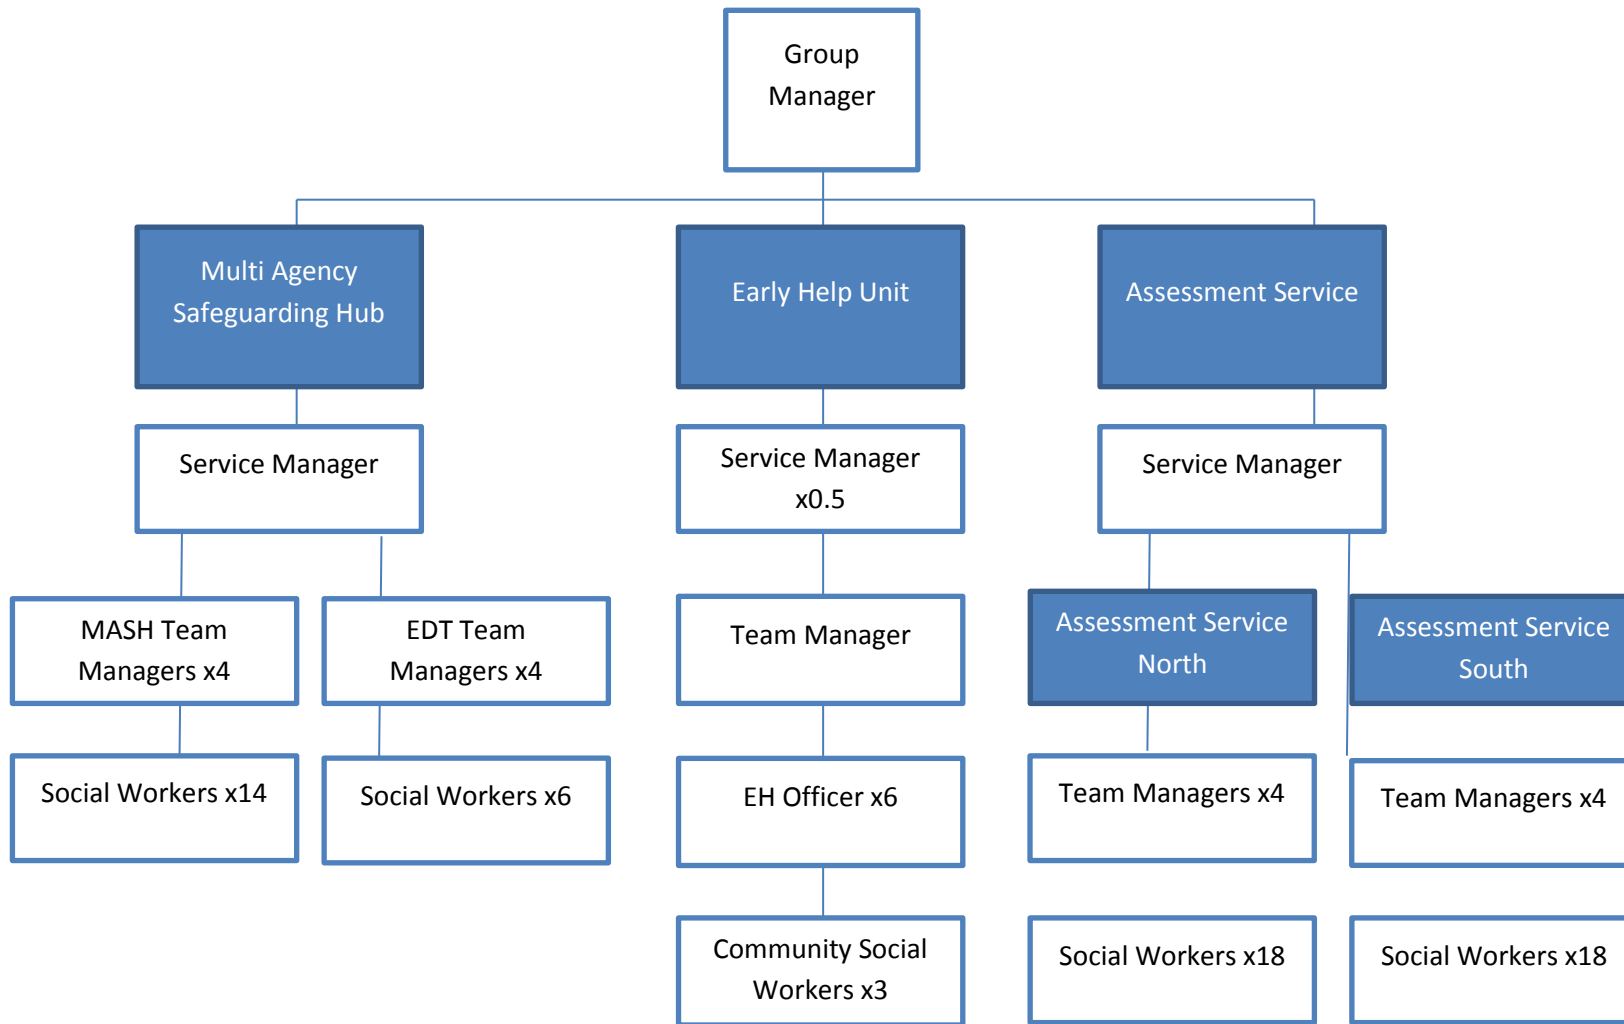 Group
Manager
Multi Agency
Safeguarding Hub
Early Help Unit
Assessment Service
Service Manager
Service Manager
x0.5
Service Manager
MASH Team
Managers x4
EDT Team
Managers x4
Team Manager
Assessment Service
North
Assessment Service
South
Social Workers x14
Social Workers x6
EH Officer x6
Team Managers x4
Team Managers x4
Community Social
Workers x3
Social Workers x18
Social Workers x18